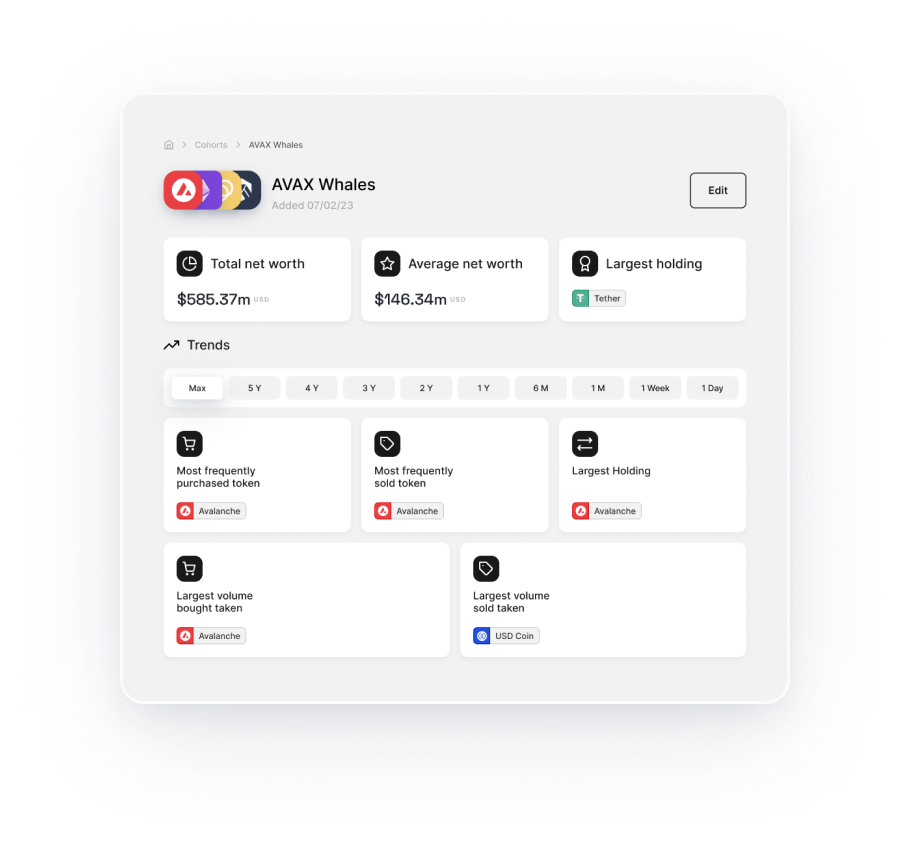 Cohorts AVAX Whales
AVAX Whales
Added 07/02/23
Edit
Total net worth
$585.37m USD
Average net worth
$146.34m USD
Largest holding
Tether
Trends
Max 5 Y 4 Y 3 Y 2 Y 1 Y 6 M 1 M 1 Week 1 Day
Most frequently
purchased token
Avalanche
Most frequently
sold token
Avalanche
Largest Holding
Avalanche
Largest volume
bought taken
Avalanche
Largest volume
sold taken
USD Coin